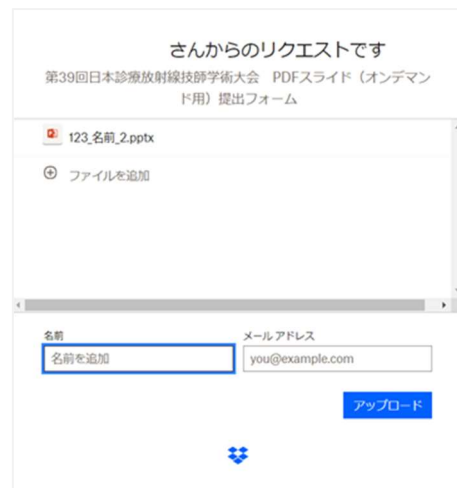 さんからのリクエストです
第39回日本診療放射線技師学術大会 PDFスライド（オンデマン
ド用）提出フォーム
123_名前_2.pptx
ファイルを追加
名前
メール アドレス
名前を追加
you@example.com
アップロード